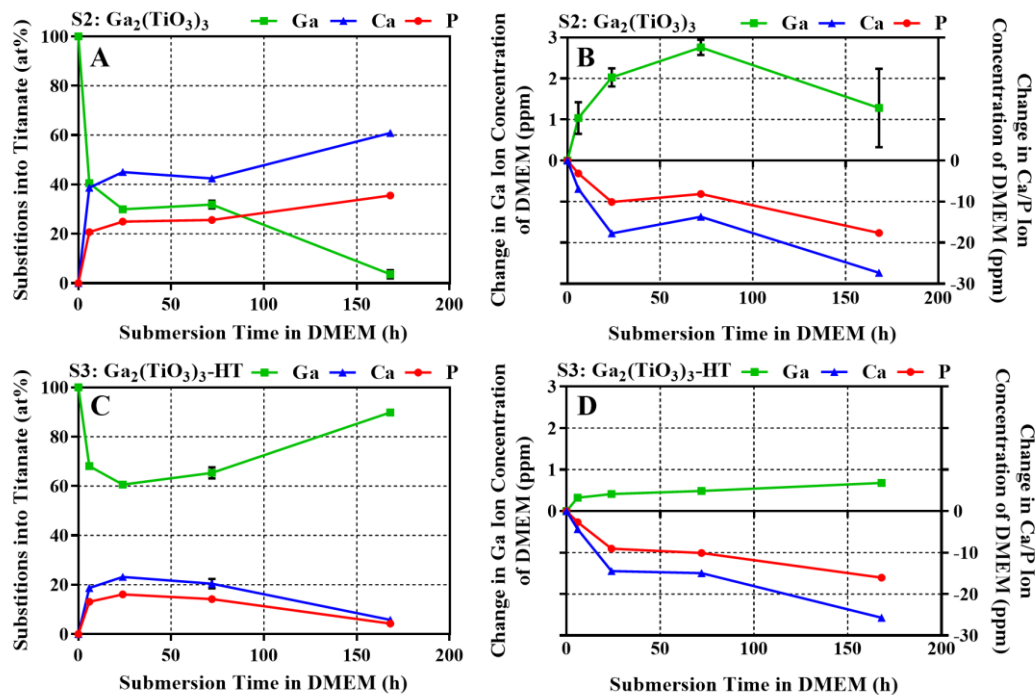 S2: Ga₂(TiO₃)₃ Ga Ca P
A
Substitions into Titanate (at%)
100
80
60
40
20
0
0 50 100 150 200
Submersion Time in DMEM (h)
S2: Ga₂(TiO₃)₃ Ga Ca P
B
Change in Ga Ion Concentration
of DMEM (ppm)
3
2
1
0
0
-10
-20
-30
Change in Ca/P Ion
Concentration of DMEM (ppm)
0 50 100 150 200
Submersion Time in DMEM (h)
S3: Ga₂(TiO₃)₃-HT Ga Ca P
C
Substitions into Titanate (at%)
100
80
60
40
20
0
0 50 100 150 200
Submersion Time in DMEM (h)
S3: Ga₂(TiO₃)₃-HT Ga Ca P
D
Change in Ga Ion Concentration
of DMEM (ppm)
3
2
1
0
0
-10
-20
-30
Change in Ca/P Ion
Concentration of DMEM (ppm)
0 50 100 150 200
Submersion Time in DMEM (h)